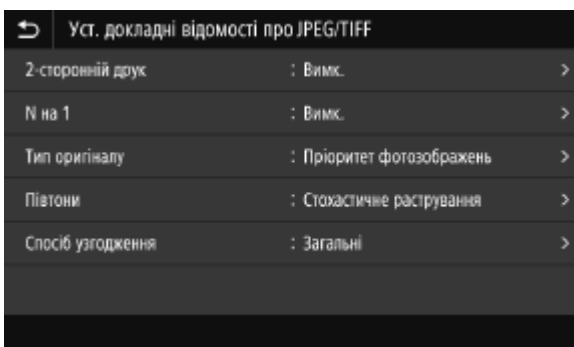 Уст. докладні відомості про JPEG/TIFF
2-сторонній друк : Вимк.
N на 1 : Вимк.
Тип оригіналу : Пріоритет фотозображень
Півтони : Стохастичне растрування
Спосіб узгодження : Загальні